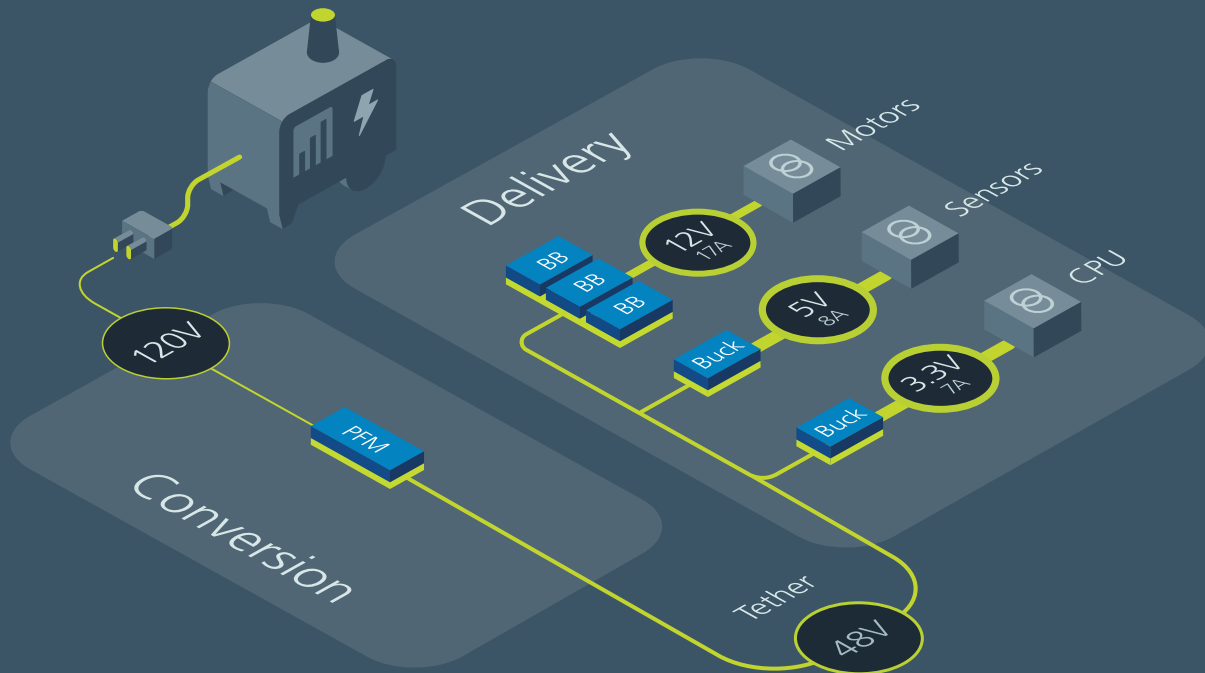 Motors
Sensors
CPU
Delivery
12V
17A
BB
BB
BB
5V
8A
Buck
3.3V
7A
Buck
120V
PFM
Conversion
Tether
48V